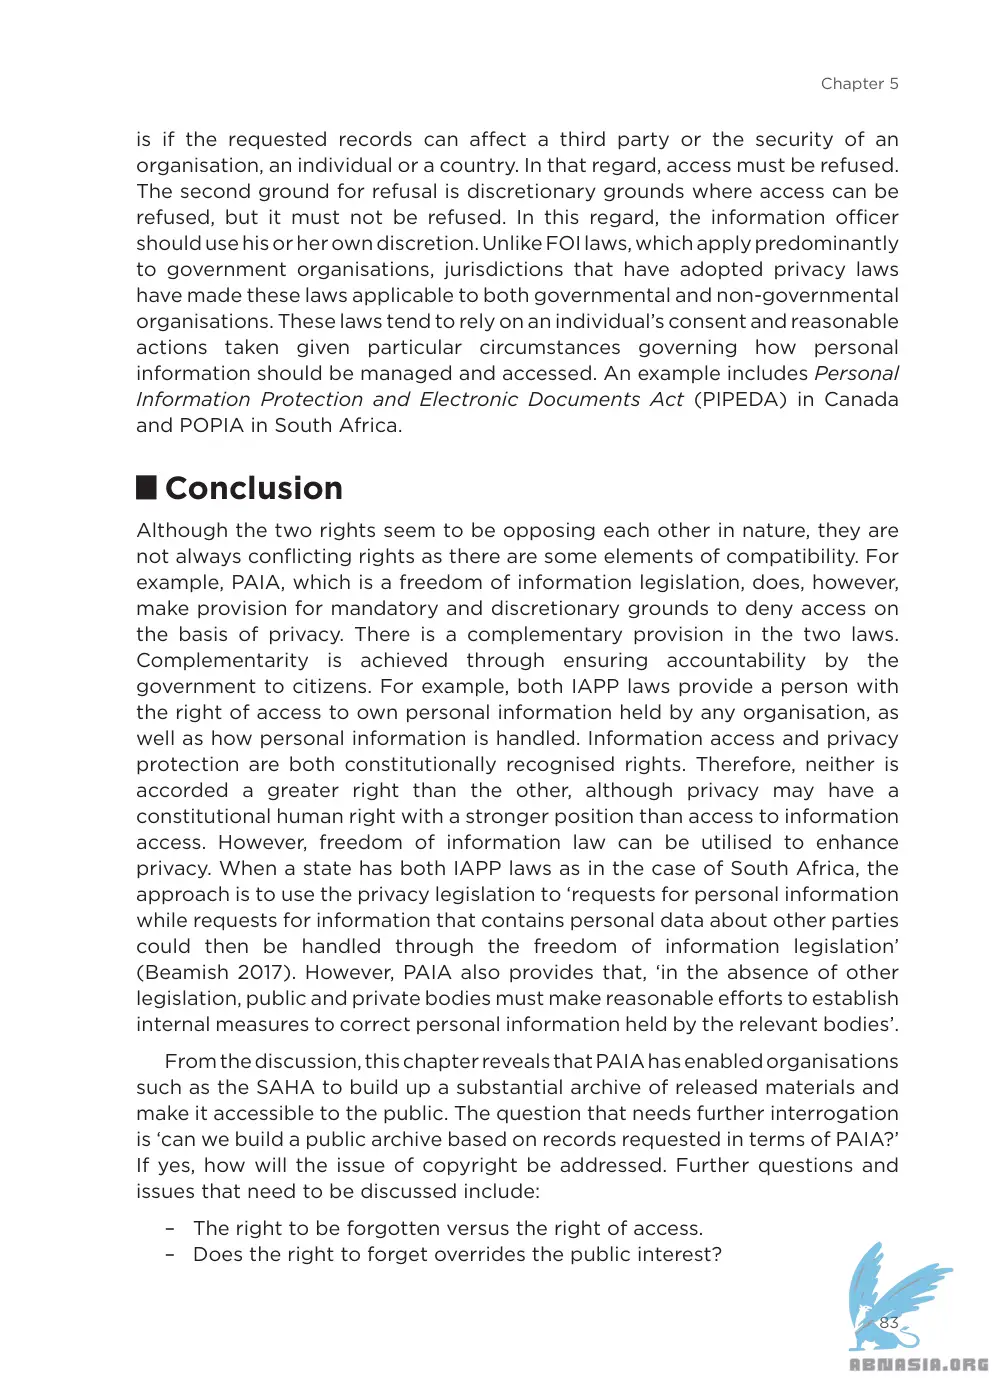 Chapter 5
is if the requested records can affect a third party or the security of an
organisation, an individual or a country. In that regard, access must be refused.
The second ground for refusal is discretionary grounds where access can be
refused, but it must not be refused. In this regard, the information officer
should use his or her own discretion. Unlike FOI laws, which apply predominantly
to government organisations, jurisdictions that have adopted privacy laws
have made these laws applicable to both governmental and non-governmental
organisations. These laws tend to rely on an individual’s consent and reasonable
actions taken given particular circumstances governing how personal
information should be managed and accessed. An example includes Personal
Information Protection and Electronic Documents Act (PIPEDA) in Canada
and POPIA in South Africa.
Conclusion
Although the two rights seem to be opposing each other in nature, they are
not always conflicting rights as there are some elements of compatibility. For
example, PAIA, which is a freedom of information legislation, does, however,
make provision for mandatory and discretionary grounds to deny access on
the basis of privacy. There is a complementary provision in the two laws.
Complementarity is achieved through ensuring accountability by the
government to citizens. For example, both IAPP laws provide a person with
the right of access to own personal information held by any organisation, as
well as how personal information is handled. Information access and privacy
protection are both constitutionally recognised rights. Therefore, neither is
accorded a greater right than the other, although privacy may have a
constitutional human right with a stronger position than access to information
access. However, freedom of information law can be utilised to enhance
privacy. When a state has both IAPP laws as in the case of South Africa, the
approach is to use the privacy legislation to ‘requests for personal information
while requests for information that contains personal data about other parties
could then be handled through the freedom of information legislation’
(Beamish 2017). However, PAIA also provides that, ‘in the absence of other
legislation, public and private bodies must make reasonable efforts to establish
internal measures to correct personal information held by the relevant bodies’.
From the discussion, this chapter reveals that PAIA has enabled organisations
such as the SAHA to build up a substantial archive of released materials and
make it accessible to the public. The question that needs further interrogation
is ‘can we build a public archive based on records requested in terms of PAIA?’
If yes, how will the issue of copyright be addressed. Further questions and
issues that need to be discussed include:
– The right to be forgotten versus the right of access.
– Does the right to forget overrides the public interest?
83
ABNASIA.ORG